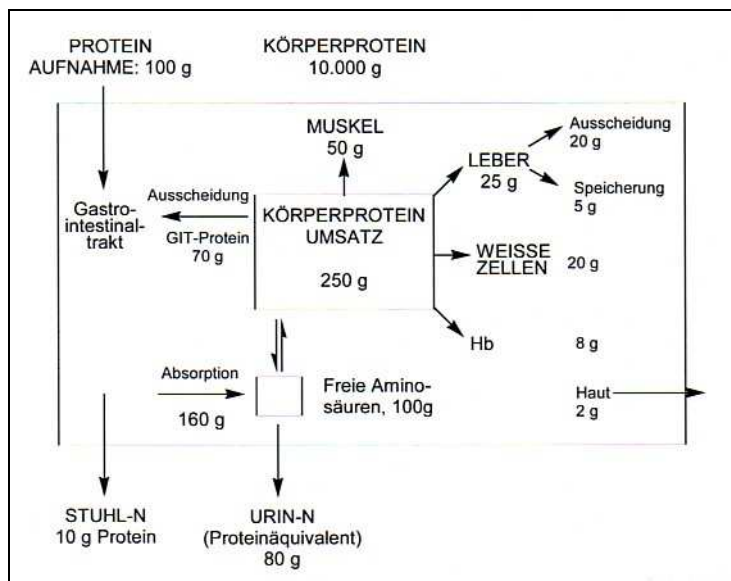 PROTEIN
AUFNAHME: 100 g
KÖRPERPROTEIN
10.000 g
MUSKEL
50 g
LEBER
25 g
Ausscheidung
20 g
Speicherung
5 g
Gastro-
intestinal-
trakt
Ausscheidung
GIT-Protein
70 g
KÖRPERPROTEIN
UMSATZ
250 g
WEISSE
ZELLEN
20 g
Hb
8 g
Absorption
160 g
Freie Amino-
säuren, 100g
Haut
2 g
STUHL-N
10 g Protein
URIN-N
(Proteinäquivalent)
80 g